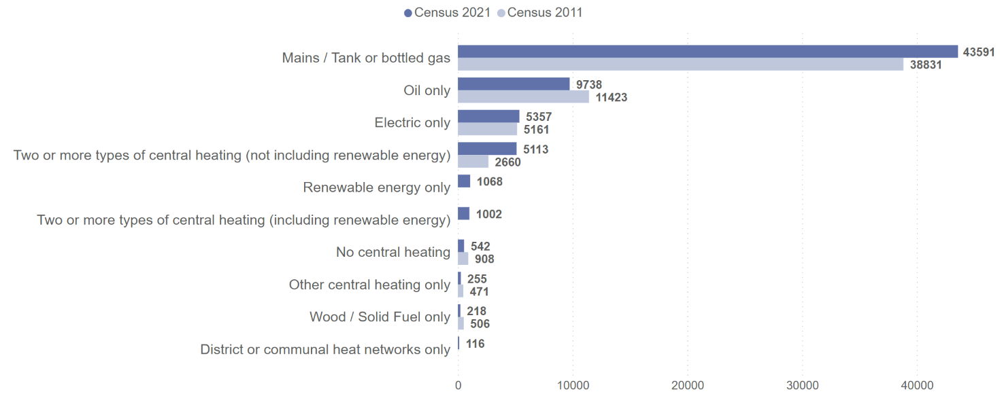 Census 2021 Census 2011
Mains / Tank or bottled gas 43591
38831
Oil only 9738
11423
Electric only 5357
5161
Two or more types of central heating (not including renewable energy) 5113
2660
Renewable energy only 1068
Two or more types of central heating (including renewable energy) 1002
No central heating 542
908
Other central heating only 255
471
Wood / Solid Fuel only 218
506
District or communal heat networks only 116
0 10000 20000 30000 40000